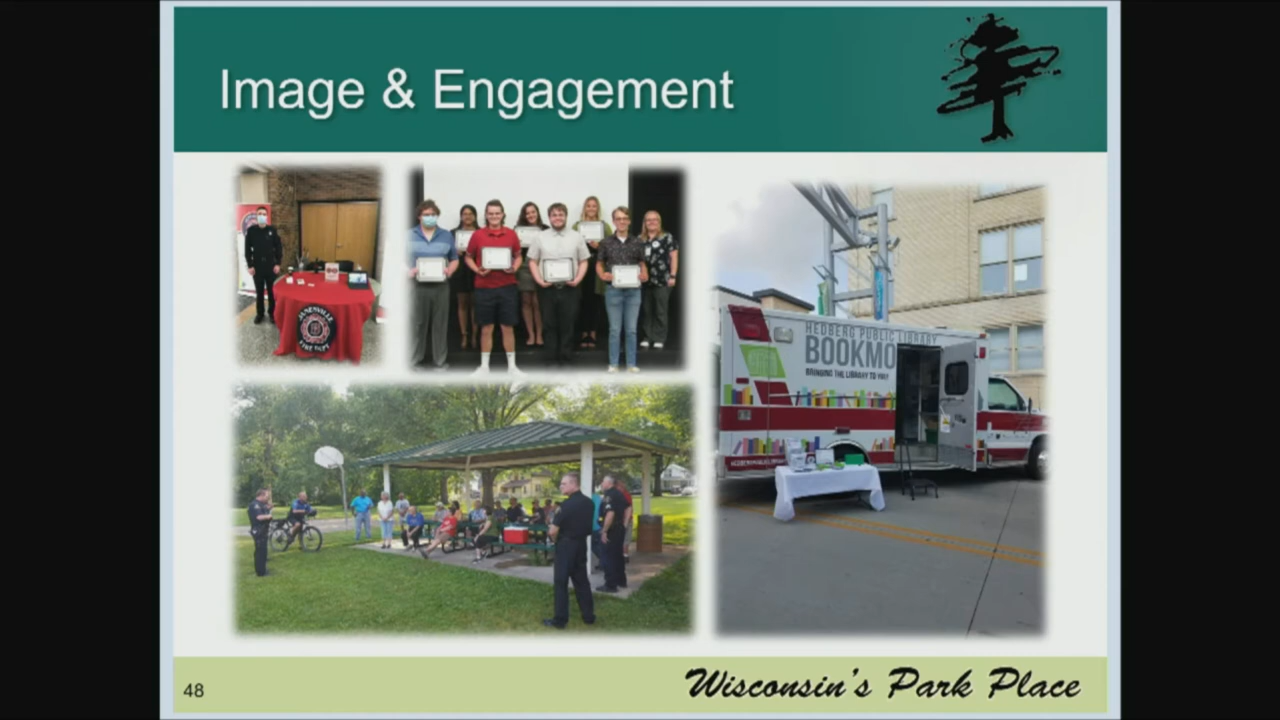 Image & Engagement
JANESVILLE
FIRE DEPT
HEDBERG PUBLIC LIBRARY
BOOKMO
BRINGING THE LIBRARY TO YOU!
48
Wisconsin's Park Place